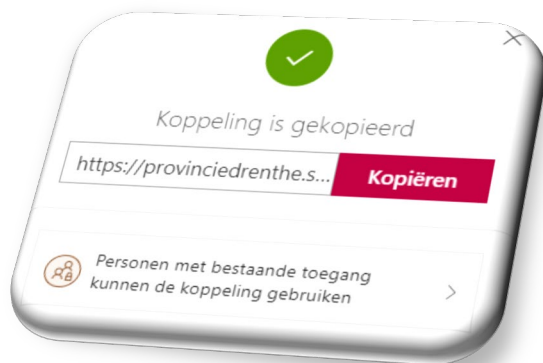 Koppeling is gekopieerd
https://provinciedrenthe.s...
Kopiëren
Personen met bestaande toegang
kunnen de koppeling gebruiken